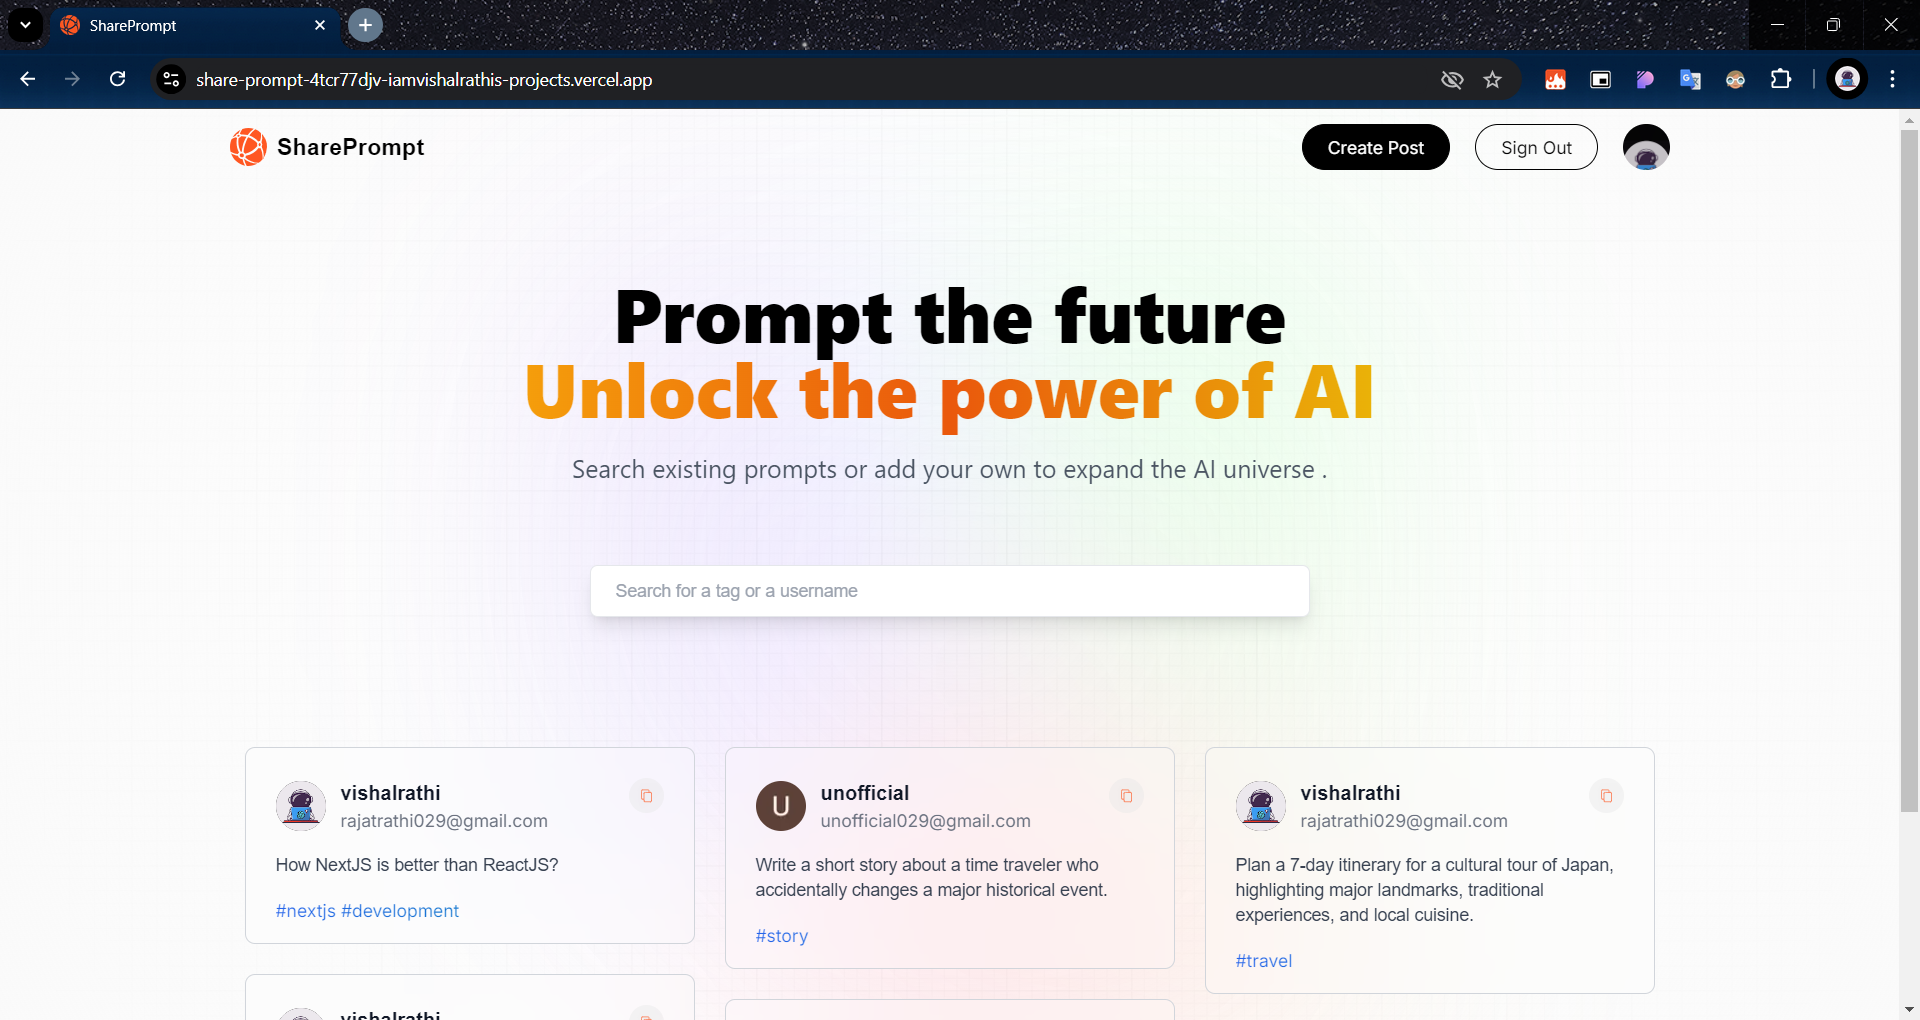 SharePrompt
share-prompt-4tcr77djv-iamvishalrathis-projects.vercel.app
SharePrompt
Create Post
Sign Out
Prompt the future
Unlock the power of AI
Search existing prompts or add your own to expand the AI universe .
Search for a tag or a username
vishalrathi
rajatrathi029@gmail.com
How NextJS is better than ReactJS?
#nextjs #development
U
unofficial
unofficial029@gmail.com
Write a short story about a time traveler who
accidentally changes a major historical event.
#story
vishalrathi
rajatrathi029@gmail.com
Plan a 7-day itinerary for a cultural tour of Japan,
highlighting major landmarks, traditional
experiences, and local cuisine.
#travel
vishalrathi